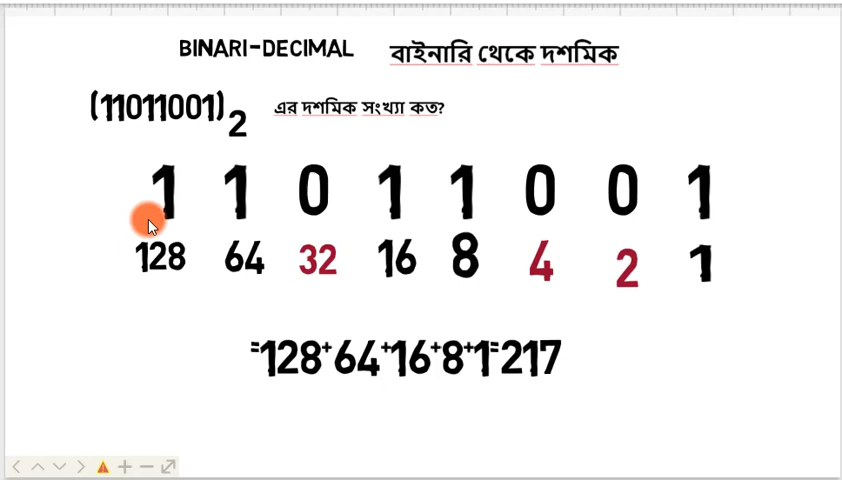 BINARI-DECIMAL বাইনারি থেকে দশমিক
(11011001)2 এর দশমিক সংখ্যা কত?
1 1 0 1 1 0 0 1
128 64 32 16 8 4 2 1
=128+64+16+8+1=217